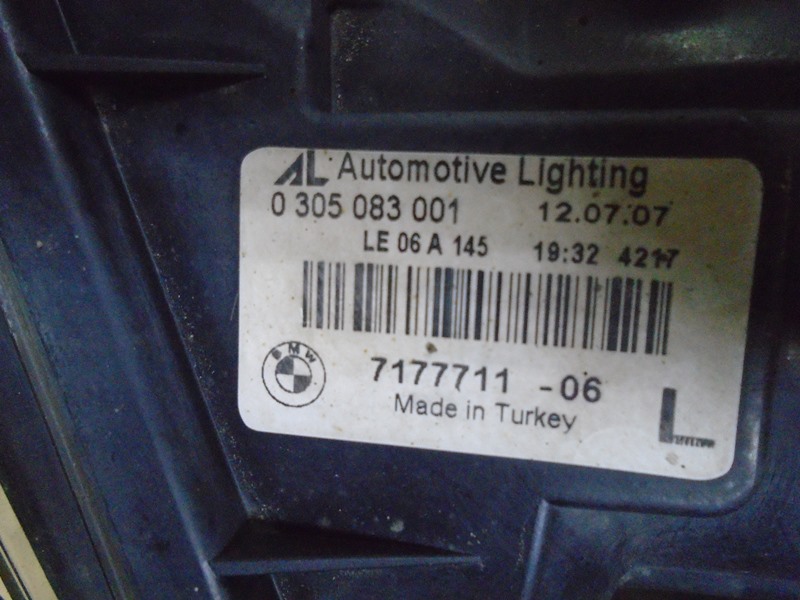 AL Automotive Lighting
0 305 083 001 12.07.07
LE 06 A 145 19:32 4217
BMW
7177711 -06
Made in Turkey
L